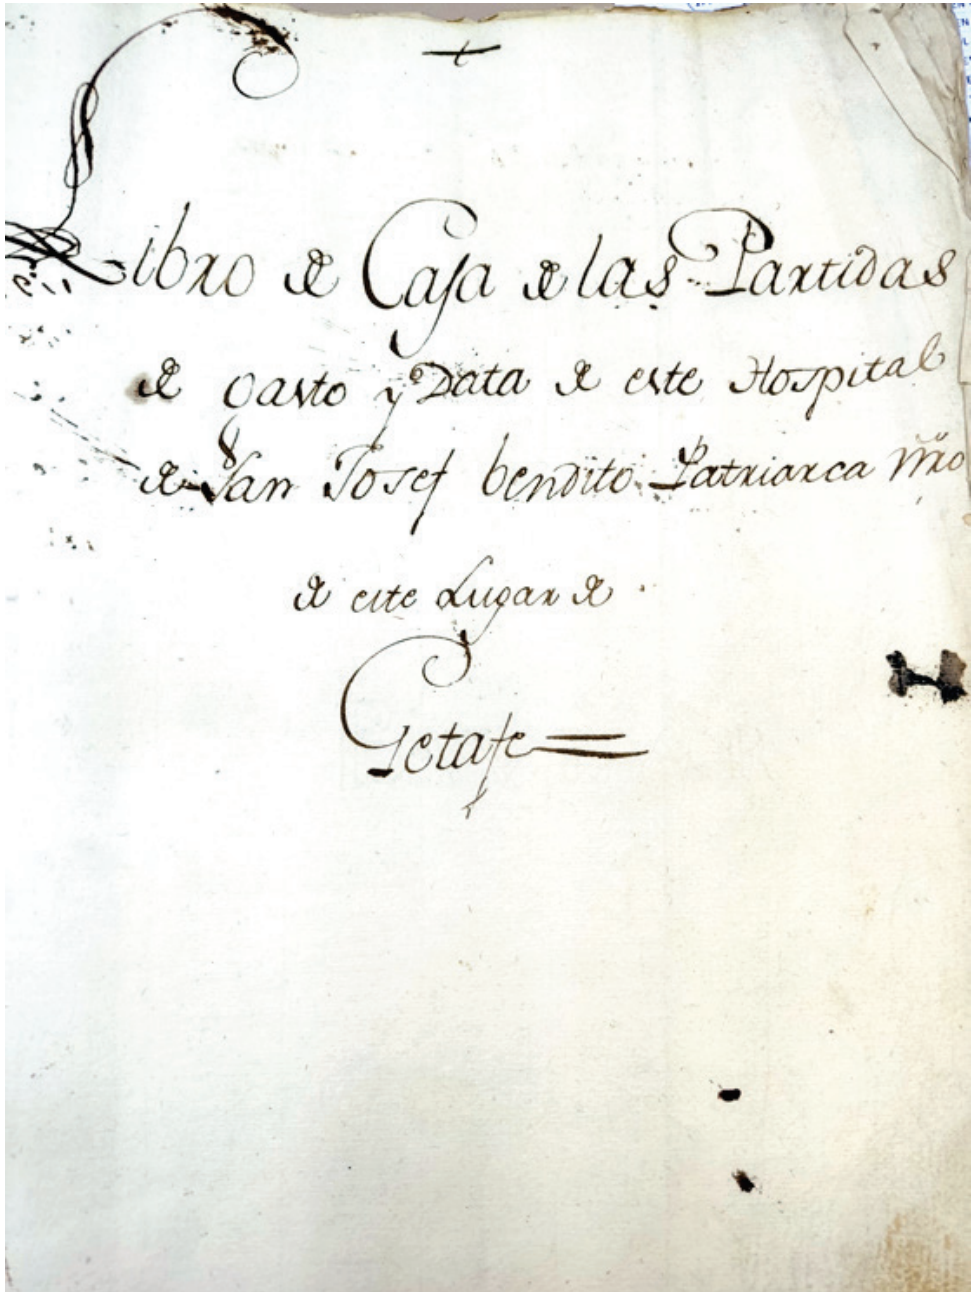 +
Libro de Caja de las Partidas
de gasto y Data de este Hospital
de San Josef bendito Patriarca nro
de este Lugar de
Getafe